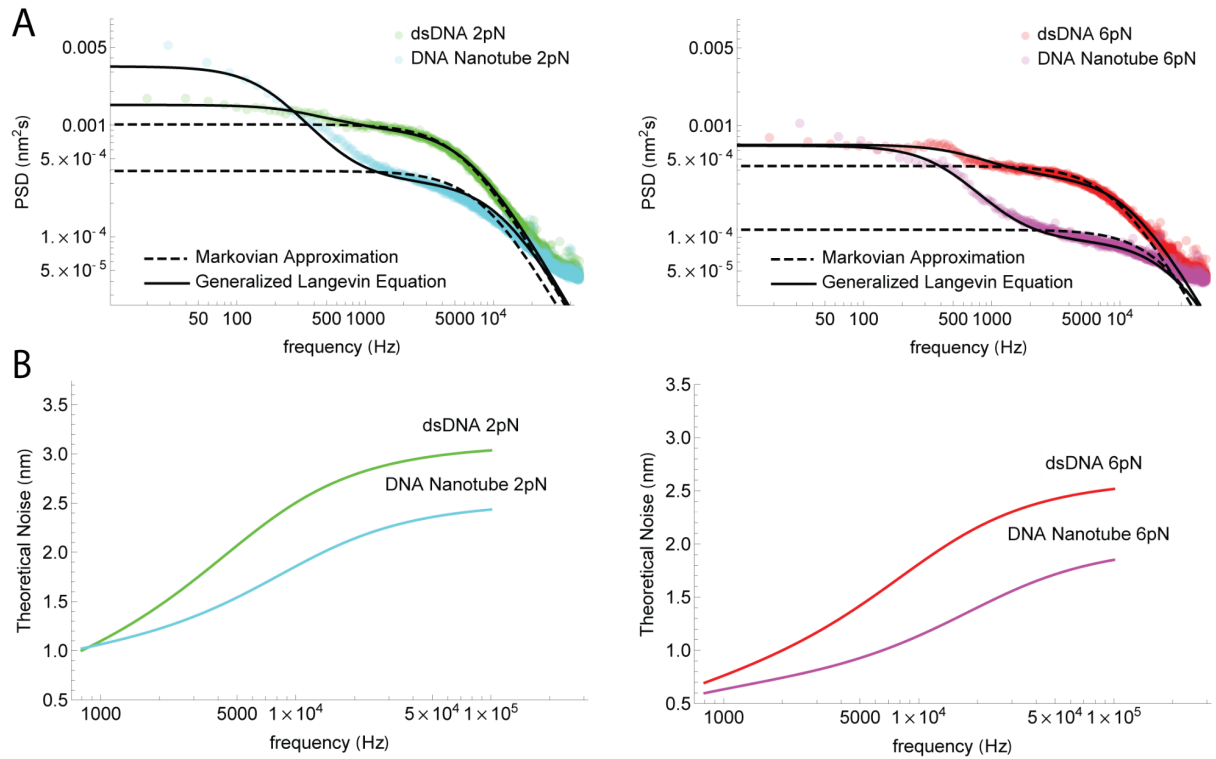 A
dsDNA 2pN
DNA Nanotube 2pN
0.005
0.001
5×10⁻⁴
1×10⁻⁴
5×10⁻⁵
PSD (nm²s)
Markovian Approximation
Generalized Langevin Equation
50 100 500 1000 5000 10⁴
frequency (Hz)
dsDNA 6pN
DNA Nanotube 6pN
0.005
0.001
5×10⁻⁴
1×10⁻⁴
5×10⁻⁵
PSD (nm²s)
Markovian Approximation
Generalized Langevin Equation
50 100 500 1000 5000 10⁴
frequency (Hz)
B
3.5
3.0
2.5
2.0
1.5
1.0
0.5
Theoretical Noise (nm)
dsDNA 2pN
DNA Nanotube 2pN
1000 5000 1×10⁴ 5×10⁴ 1×10⁵
frequency (Hz)
3.5
3.0
2.5
2.0
1.5
1.0
0.5
Theoretical Noise (nm)
dsDNA 6pN
DNA Nanotube 6pN
1000 5000 1×10⁴ 5×10⁴ 1×10⁵
frequency (Hz)